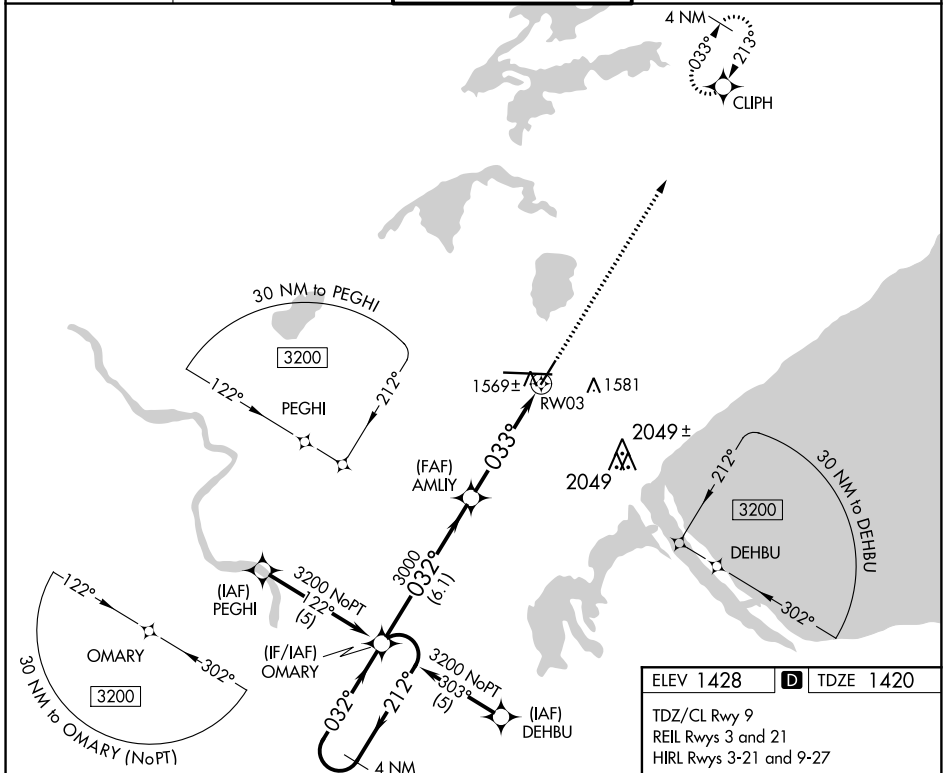 4 NM
033°
213°
CLIPH
30 NM to PEGHI
3200
122°
212°
PEGHI
1569±
RW03
1581
033°
2049±
2049
(FAF)
AMLIY
212°
30 NM to DEHBU
3200
DEHBU
302°
3000
032°
(6.1)
(IAF)
PEGHI
3200 NoPT
122°
(5)
122°
OMARY
302°
3200
30 NM to OMARY (NoPT)
(IF/IAF)
OMARY
3200 NoPT
303°
(5)
(IAF)
DEHBU
032°
212°
4 NM
ELEV 1428 D TDZE 1420
TDZ/CL Rwy 9
REIL Rwys 3 and 21
HIRL Rwys 3-21 and 9-27